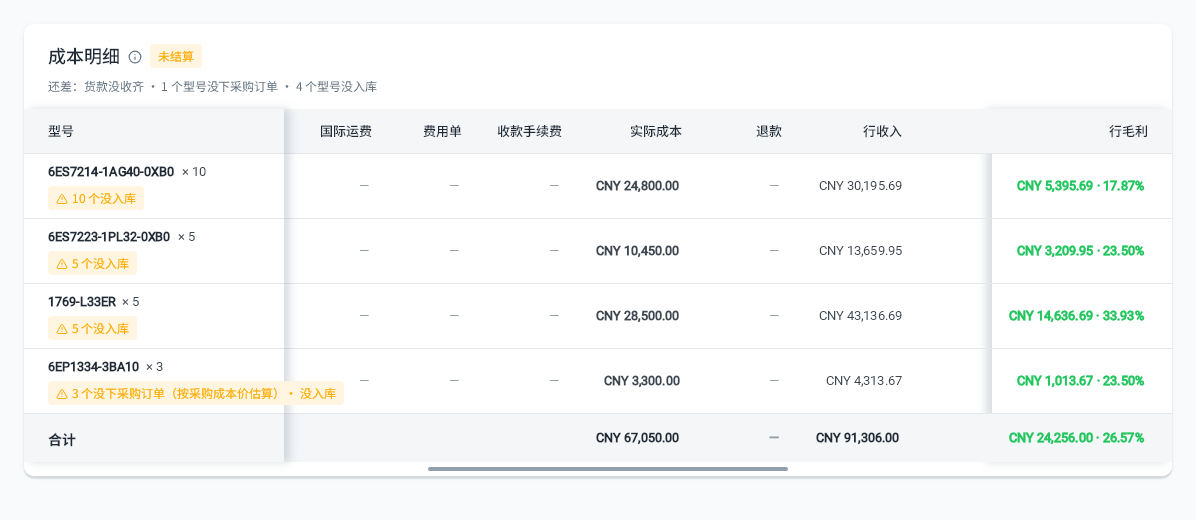 成本明细 未结算
还差：货款没收齐 · 1 个型号没下采购订单 · 4 个型号没入库
型号 国际运费 费用单 收款手续费 实际成本 退款 行收入 行毛利
6ES7214-1AG40-0XB0 × 10
— — — CNY 24,800.00 — CNY 30,195.69 CNY 5,395.69 · 17.87%
10 个没入库
6ES7223-1PL32-0XB0 × 5
— — — CNY 10,450.00 — CNY 13,659.95 CNY 3,209.95 · 23.50%
5 个没入库
1769-L33ER × 5
— — — CNY 28,500.00 — CNY 43,136.69 CNY 14,636.69 · 33.93%
5 个没入库
6EP1334-3BA10 × 3
— — — CNY 3,300.00 — CNY 4,313.67 CNY 1,013.67 · 23.50%
3 个没下采购订单（按采购成本价估算） · 没入库
合计 CNY 67,050.00 — CNY 91,306.00 CNY 24,256.00 · 26.57%